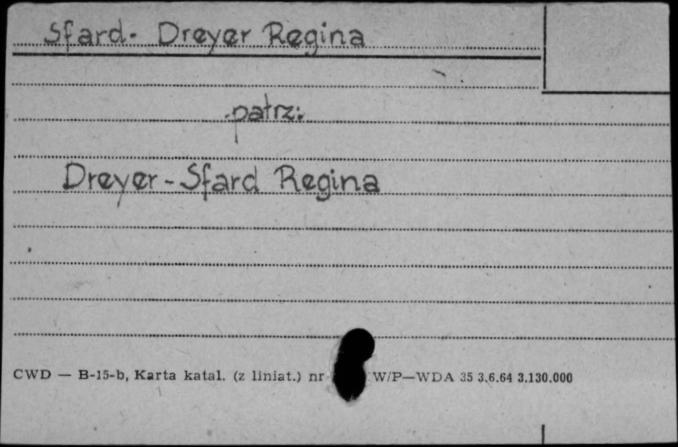 Sfard- Dreyer Regina
patrz:
Dreyer-Sfard Regina
CWD — B-15-b, Karta katal. (z liniat.) nr W/P—WDA 35 3.6.64 3.130.000